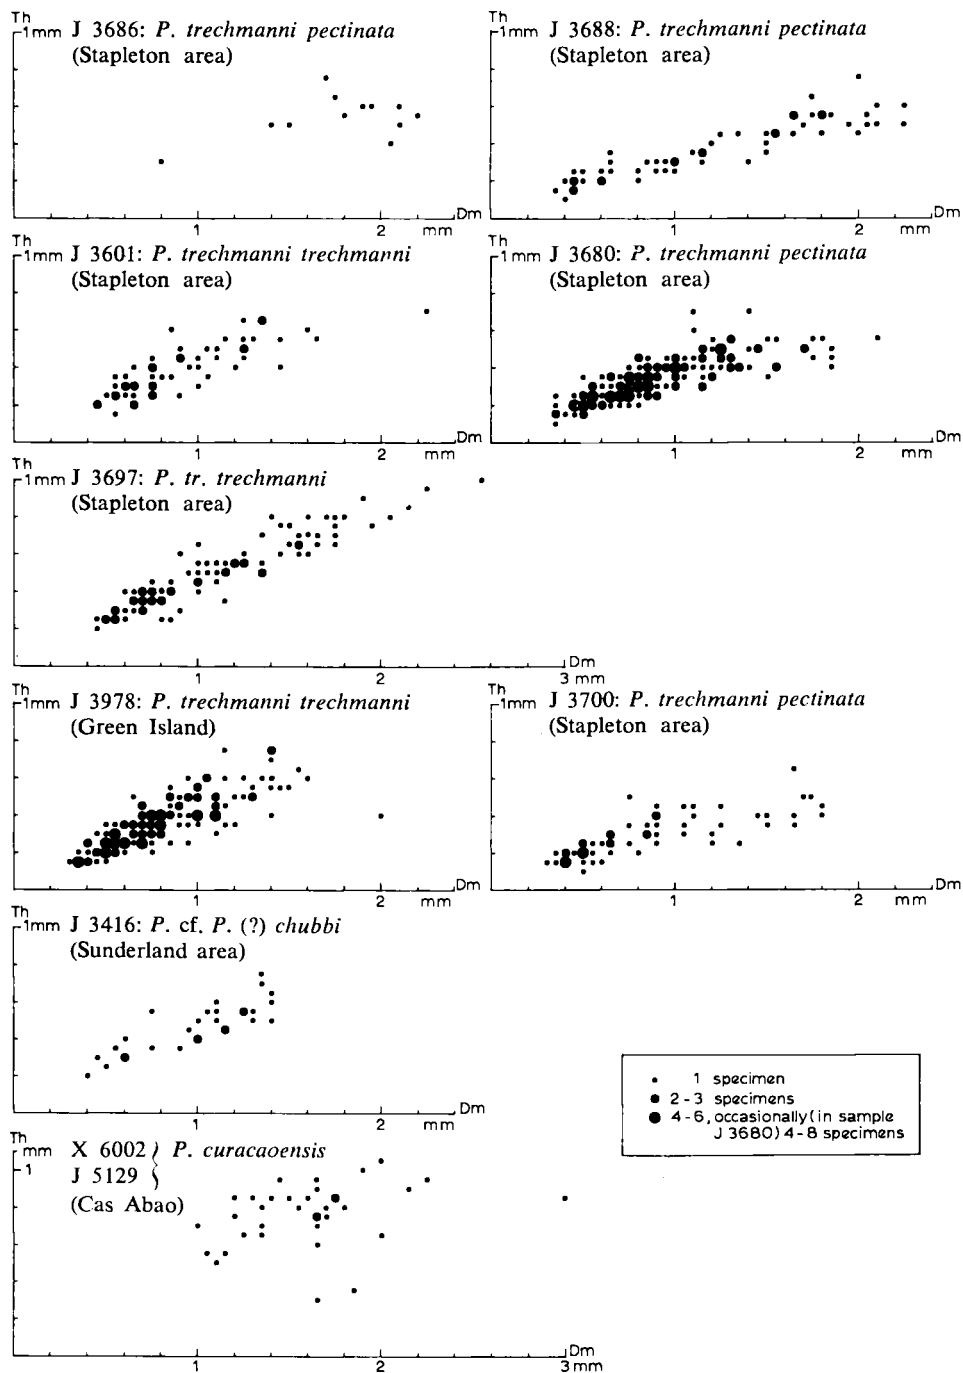 Th
1mm J 3686: P. trechmanni pectinata
(Stapleton area)
Dm
1 2 mm
Th
1mm J 3688: P. trechmanni pectinata
(Stapleton area)
Dm
1 2 mm
Th
1mm J 3601: P. trechmanni trechmanni
(Stapleton area)
Dm
1 2 mm
Th
1mm J 3680: P. trechmanni pectinata
(Stapleton area)
Dm
1 2 mm
Th
1mm J 3697: P. tr. trechmanni
(Stapleton area)
Dm
1 2 3 mm
Th
1mm J 3978: P. trechmanni trechmanni
(Green Island)
Dm
1 2 mm
Th
1mm J 3700: P. trechmanni pectinata
(Stapleton area)
Dm
1 2 mm
Th
1mm J 3416: P. cf. P. (?) chubbi
(Sunderland area)
Dm
1 2 mm
1 specimen
2-3 specimens
4-6, occasionally (in sample
J 3680) 4-8 specimens
Th
mm X 6002 } P. curacaoensis
1 J 5129
(Cas Abao)
Dm
1 2 3 mm